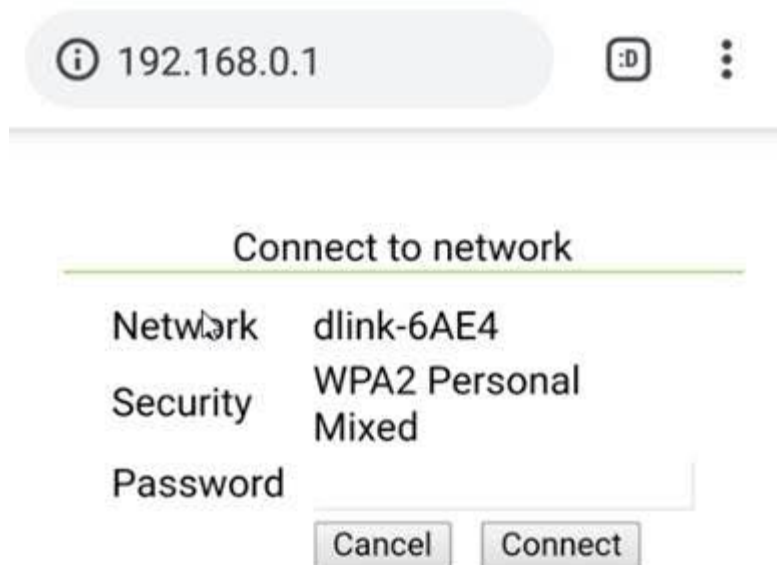 192.168.0.1
:D
Connect to network
Network dlink-6AE4
Security WPA2 Personal
Mixed
Password
Cancel Connect